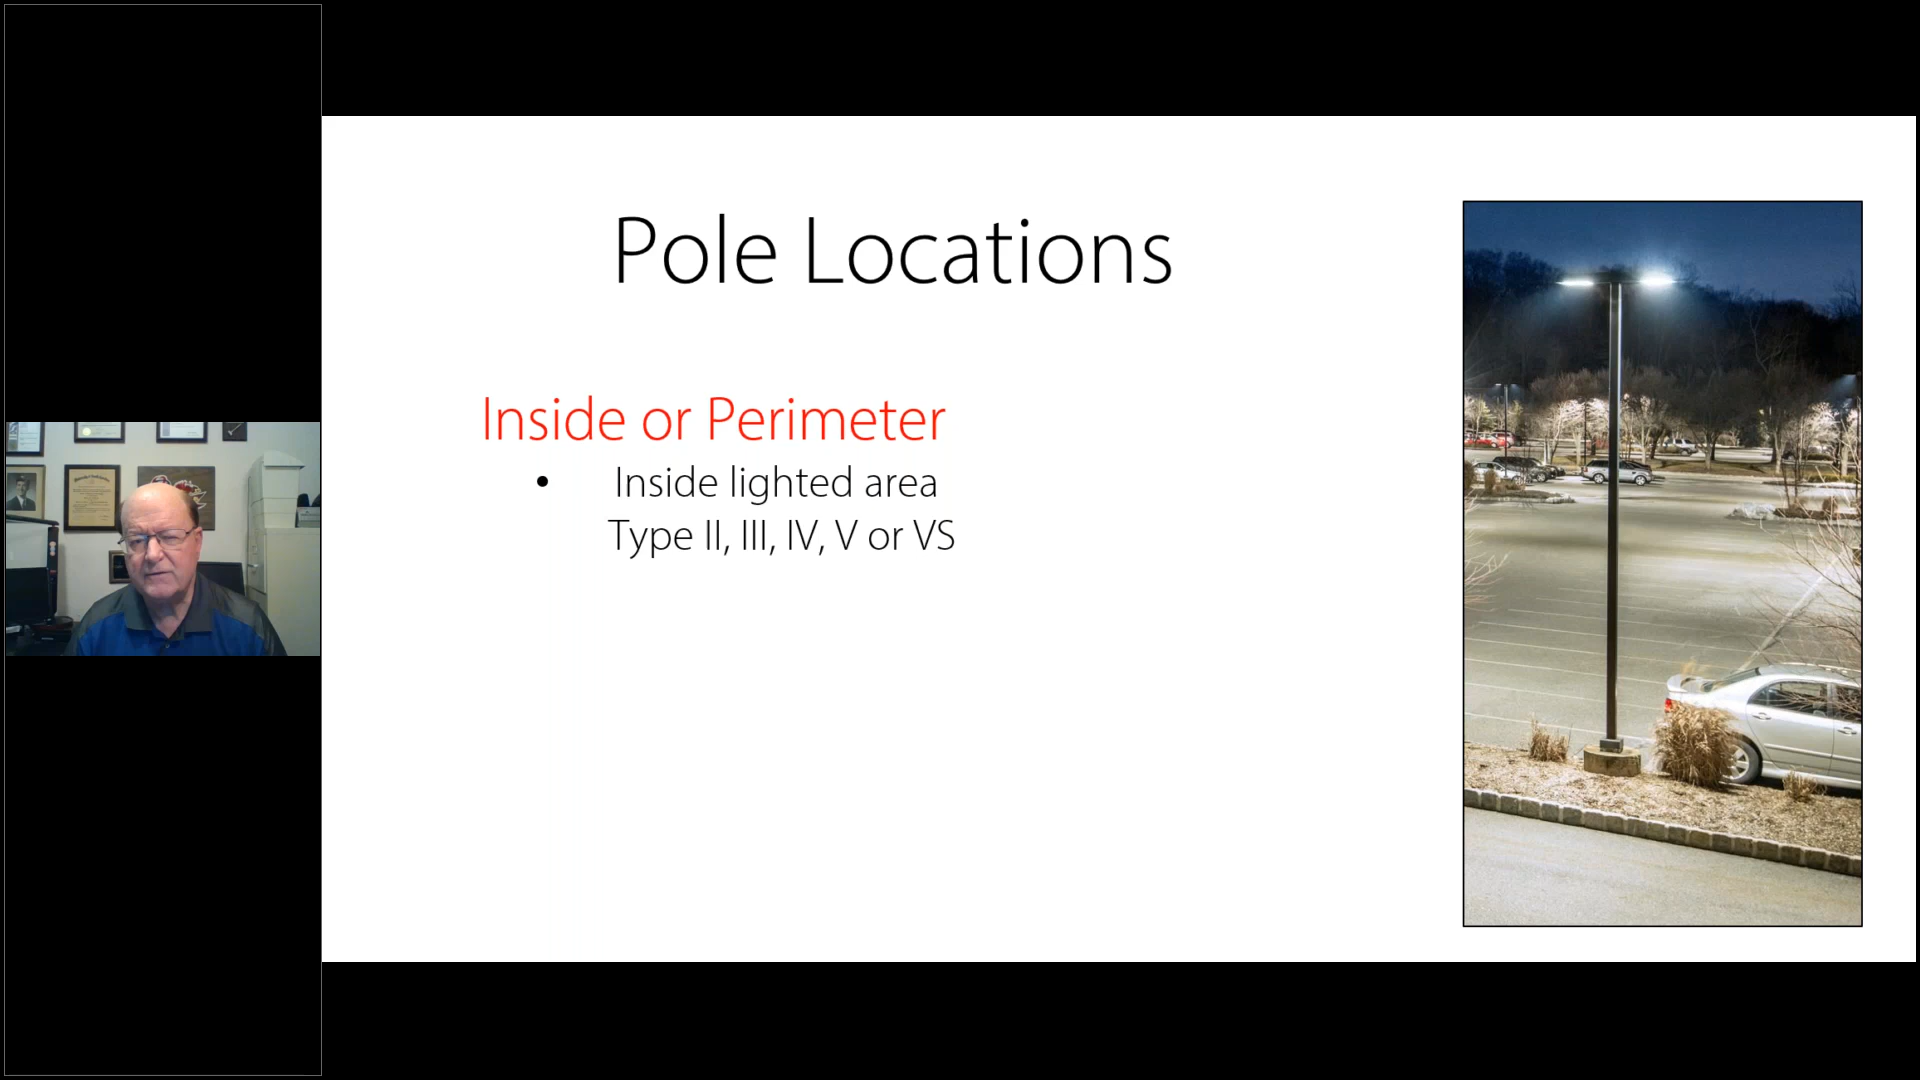 Pole Locations
Inside or Perimeter
• Inside lighted area
Type II, III, IV, V or VS